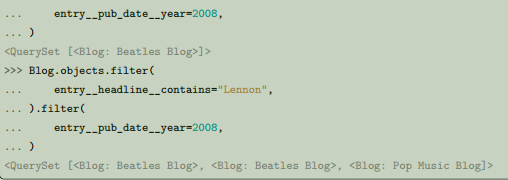 ...     entry__pub_date__year=2008,
... )
<QuerySet [<Blog: Beatles Blog>]>
>>> Blog.objects.filter(
...     entry__headline__contains="Lennon",
... ).filter(
...     entry__pub_date__year=2008,
... )
<QuerySet [<Blog: Beatles Blog>, <Blog: Beatles Blog>, <Blog: Pop Music Blog]>